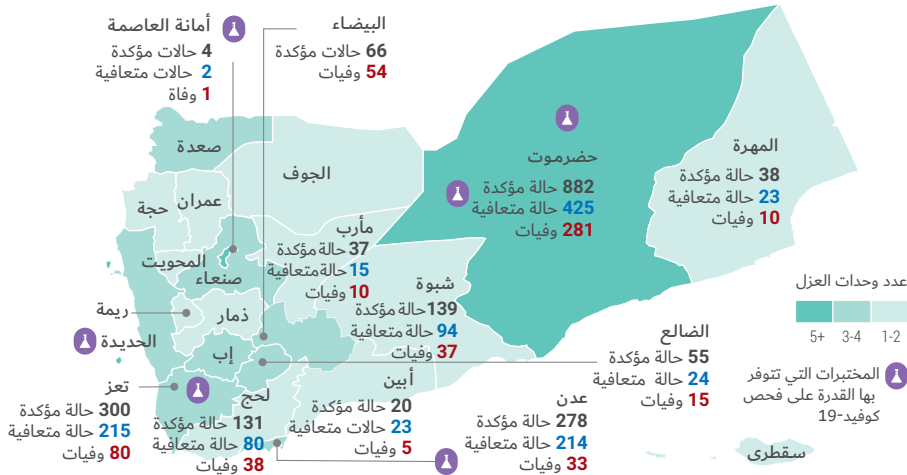 أمانة العاصمة
4 حالات مؤكدة
2 حالات متعافية
1 وفاة
البيضاء
66 حالات مؤكدة
54 وفيات
صعدة
الجوف
عمران
حجة
المحويت
صنعاء
ذمار
ريمة
الحديدة
إب
حضرموت
882 حالة مؤكدة
425 حالة متعافية
281 وفيات
المهرة
38 حالة مؤكدة
23 حالة متعافية
10 وفيات
مأرب
37 حالة مؤكدة
15 حالة متعافية
10 وفيات
شبوة
139 حالة مؤكدة
94 حالة متعافية
37 وفيات
الضالع
55 حالة مؤكدة
24 حالة متعافية
15 وفيات
تعز
300 حالة مؤكدة
215 حالة متعافية
80 وفيات
لحج
131 حالة مؤكدة
80 حالة متعافية
38 وفيات
أبين
20 حالة مؤكدة
23 حالات متعافية
5 وفيات
عدن
278 حالة مؤكدة
214 حالة متعافية
33 وفيات
سقطرى
عدد وحدات العزل
5+ 3-4 1-2
المختبرات التي تتوفر
بها القدرة على فحص
كوفيد-19